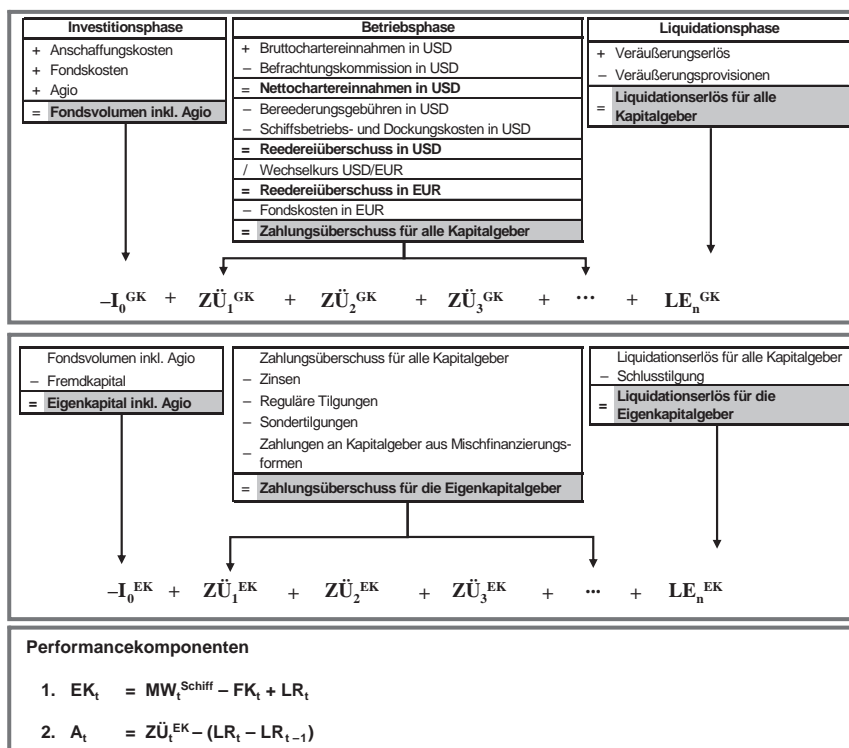 Investitionsphase
+ Anschaffungskosten
+ Fondskosten
+ Agio
= Fondsvolumen inkl. Agio
Betriebsphase
+ Bruttochartereinnahmen in USD
– Befrachtungskommission in USD
= Nettochartereinnahmen in USD
– Bereederungsgebühren in USD
– Schiffsbetriebs- und Dockungskosten in USD
= Reedereiüberschuss in USD
/ Wechselkurs USD/EUR
= Reedereiüberschuss in EUR
– Fondskosten in EUR
= Zahlungsüberschuss für alle Kapitalgeber
Liquidationsphase
+ Veräußerungserlös
– Veräußerungsprovisionen
= Liquidationserlös für alle
Kapitalgeber
–I₀ᴳᴷ + ZÜ₁ᴳᴷ + ZÜ₂ᴳᴷ + ZÜ₃ᴳᴷ + ... + LEₙᴳᴷ
Fondsvolumen inkl. Agio
– Fremdkapital
= Eigenkapital inkl. Agio
Zahlungsüberschuss für alle Kapitalgeber
– Zinsen
– Reguläre Tilgungen
– Sondertilgungen
– Zahlungen an Kapitalgeber aus Mischfinanzierungs-
formen
= Zahlungsüberschuss für die Eigenkapitalgeber
Liquidationserlös für alle Kapitalgeber
– Schlusstilgung
= Liquidationserlös für die
Eigenkapitalgeber
–I₀ᴱᴷ + ZÜ₁ᴱᴷ + ZÜ₂ᴱᴷ + ZÜ₃ᴱᴷ + ... + LEₙᴱᴷ
Performancekomponenten
1. EKₜ = MWₜ^Schiff – FKₜ + LRₜ
2. Aₜ = ZÜₜᴱᴷ – (LRₜ – LRₜ₋₁)